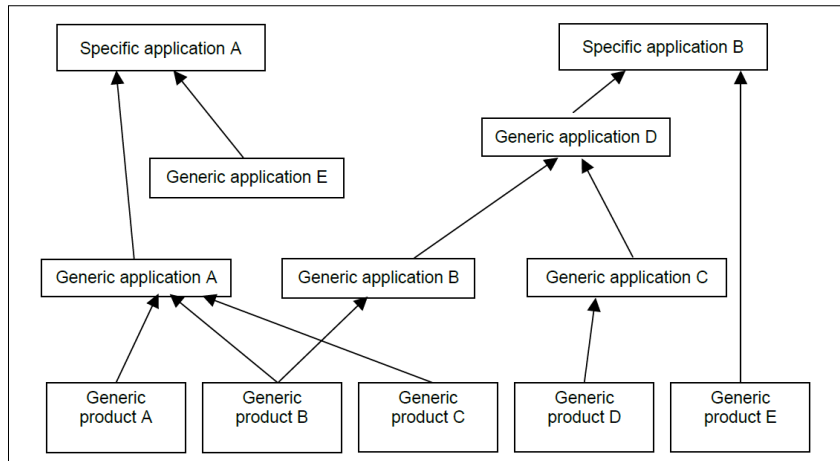 Specific application A
Specific application B
Generic application D
Generic application E
Generic application A
Generic application B
Generic application C
Generic
product A
Generic
product B
Generic
product C
Generic
product D
Generic
product E